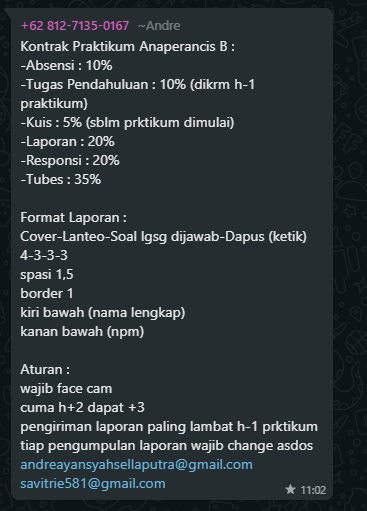 +62 812-7135-0167 ~Andre
Kontrak Praktikum Anaperancis B :
-Absensi : 10%
-Tugas Pendahuluan : 10% (dikrm h-1
praktikum)
-Kuis : 5% (sblm prktikum dimulai)
-Laporan : 20%
-Responsi : 20%
-Tubes : 35%
Format Laporan :
Cover-Lanteo-Soal lgsg dijawab-Dapus (ketik)
4-3-3-3
spasi 1,5
border 1
kiri bawah (nama lengkap)
kanan bawah (npm)
Aturan :
wajib face cam
cuma h+2 dapat +3
pengiriman laporan paling lambat h-1 prktikum
tiap pengumpulan laporan wajib change asdos
andreayansyahsellaputra@gmail.com
savitrie581@gmail.com
11:02